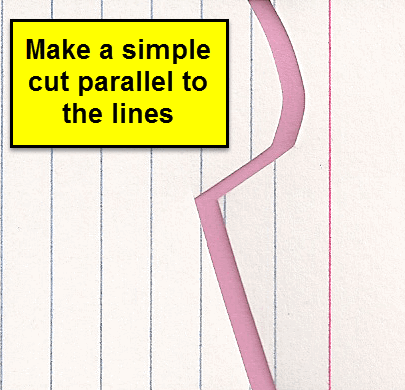 Make a simple
cut parallel to
the lines